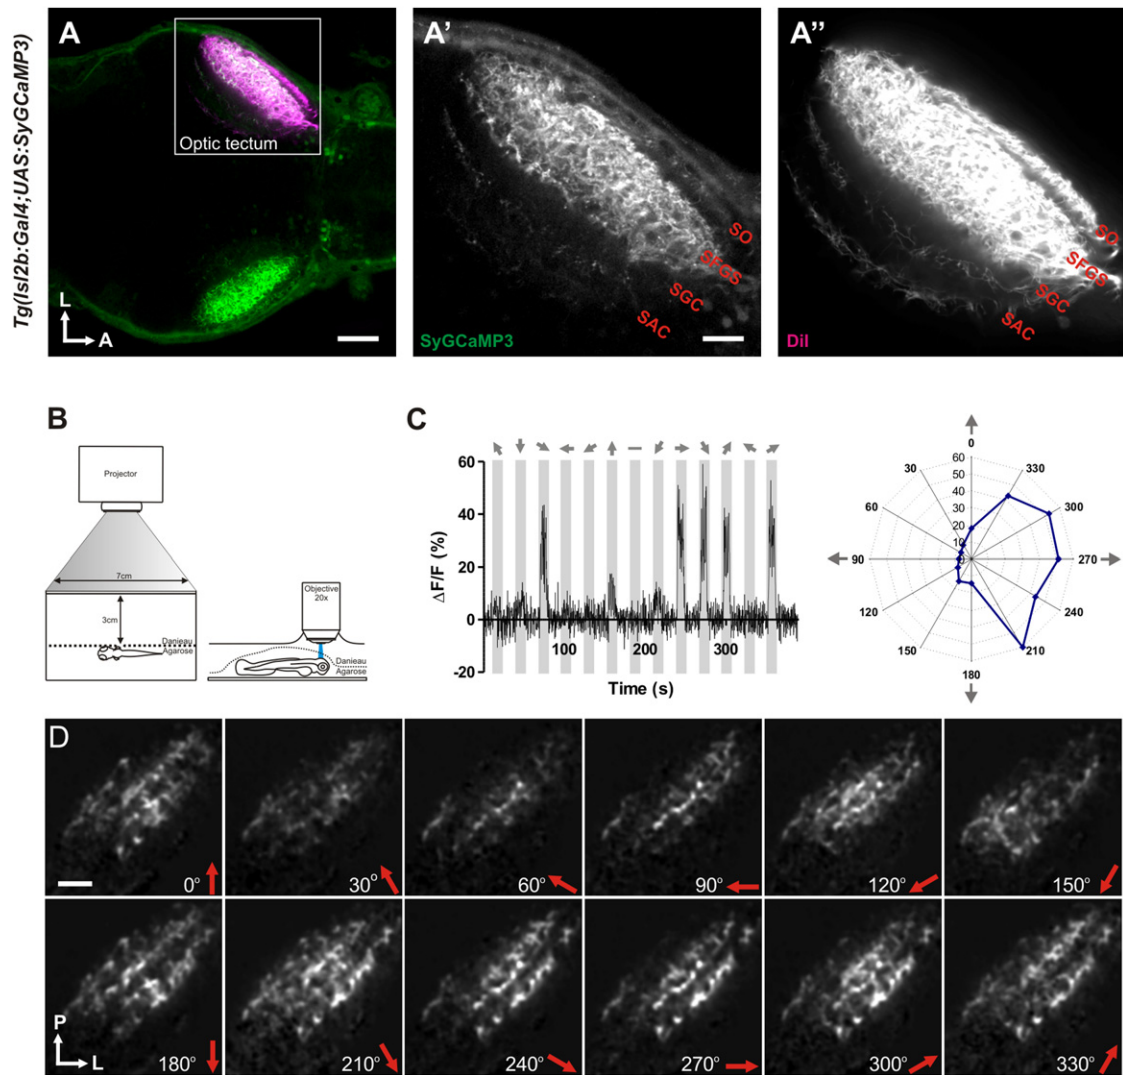 Tg(Isl2b:Gal4;UAS:SyGCaMP3)
A
Optic tectum
L
A
A'
SO
SFGS
SGC
SAC
SyGCaMP3
A''
SO
SFGS
SGC
SAC
DiI
B
Projector
7cm
3cm
Danieau
Agarose
Objective
20x
Danieau
Agarose
C
ΔF/F (%)
60
40
20
0
-20
100
200
300
Time (s)
0
330
300
270
240
210
180
150
120
90
60
30
60
50
40
30
20
10
0
D
0°
30°
60°
90°
120°
150°
P
L
180°
210°
240°
270°
300°
330°